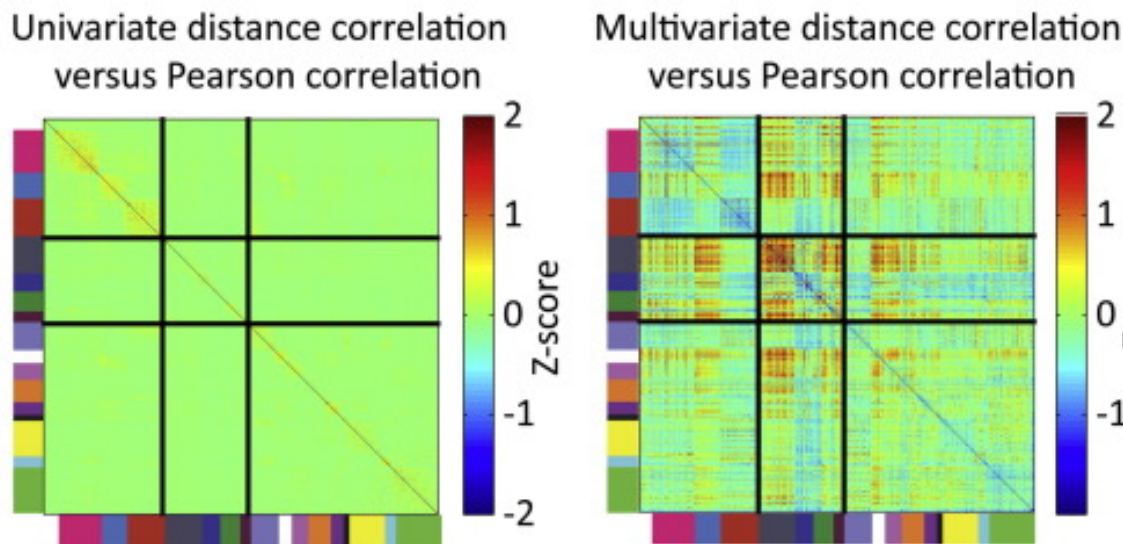 Univariate distance correlation
versus Pearson correlation
2
1
0
-1
-2
Z-score
Multivariate distance correlation
versus Pearson correlation
2
1
0
-1